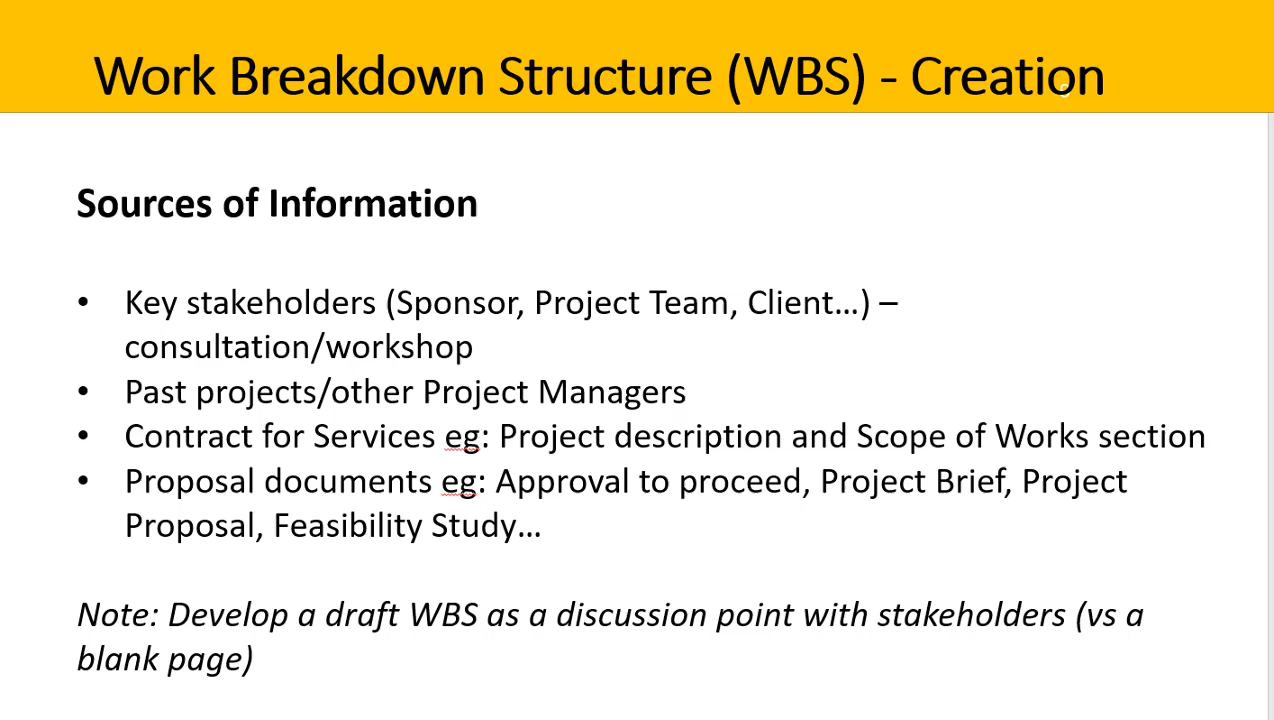 Work Breakdown Structure (WBS) - Creation
Sources of Information
• Key stakeholders (Sponsor, Project Team, Client…) –
consultation/workshop
• Past projects/other Project Managers
• Contract for Services eg: Project description and Scope of Works section
• Proposal documents eg: Approval to proceed, Project Brief, Project
Proposal, Feasibility Study…
Note: Develop a draft WBS as a discussion point with stakeholders (vs a
blank page)